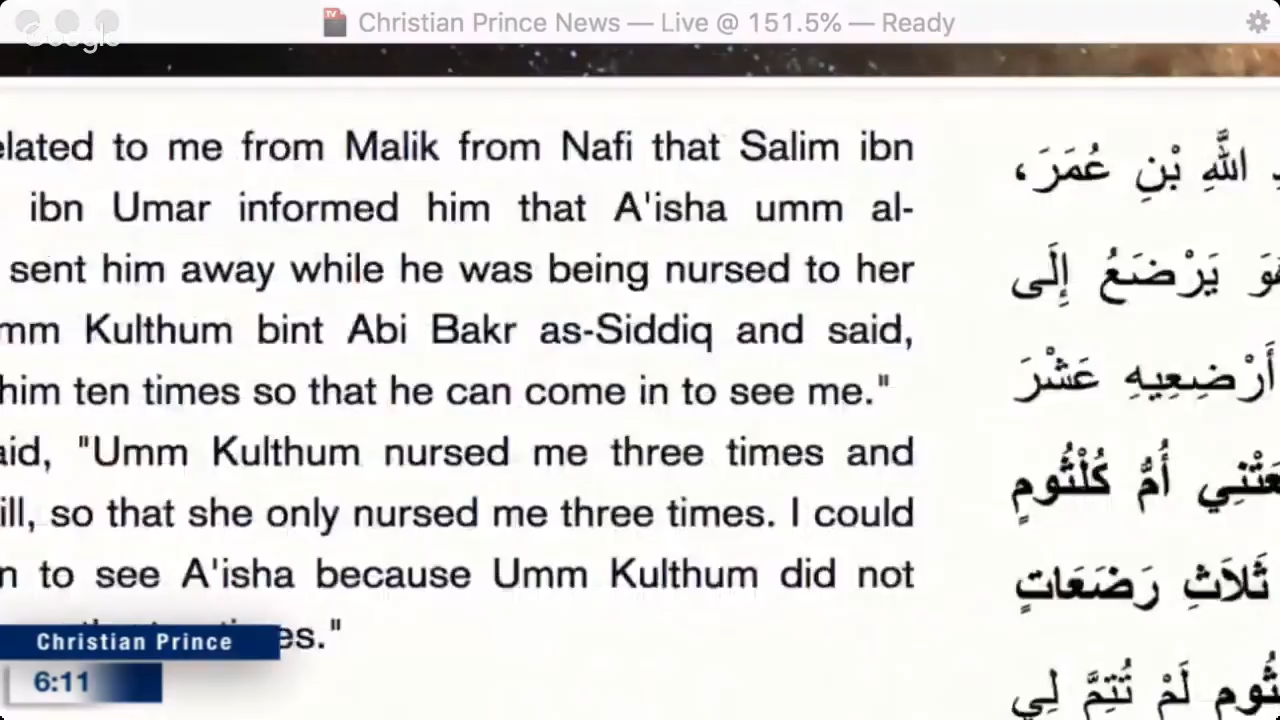 Christian Prince News — Live @ 151.5% — Ready
Google
elated to me from Malik from Nafi that Salim ibn
ibn Umar informed him that A'isha umm al-
sent him away while he was being nursed to her
mm Kulthum bint Abi Bakr as-Siddiq and said,
him ten times so that he can come in to see me."
aid, "Umm Kulthum nursed me three times and
ill, so that she only nursed me three times. I could
n to see A'isha because Umm Kulthum did not
es."
اللَّهِ بْنِ عُمَرَ،
يَرْضَعُ إِلَى
أَرْضِعِيهِ عَشْرَ
أُمُّ كُلْثُومٍ
ثَلاَثَ رَضَعَاتٍ
لَمْ تُتِمَّ لِي
Christian Prince
6:11